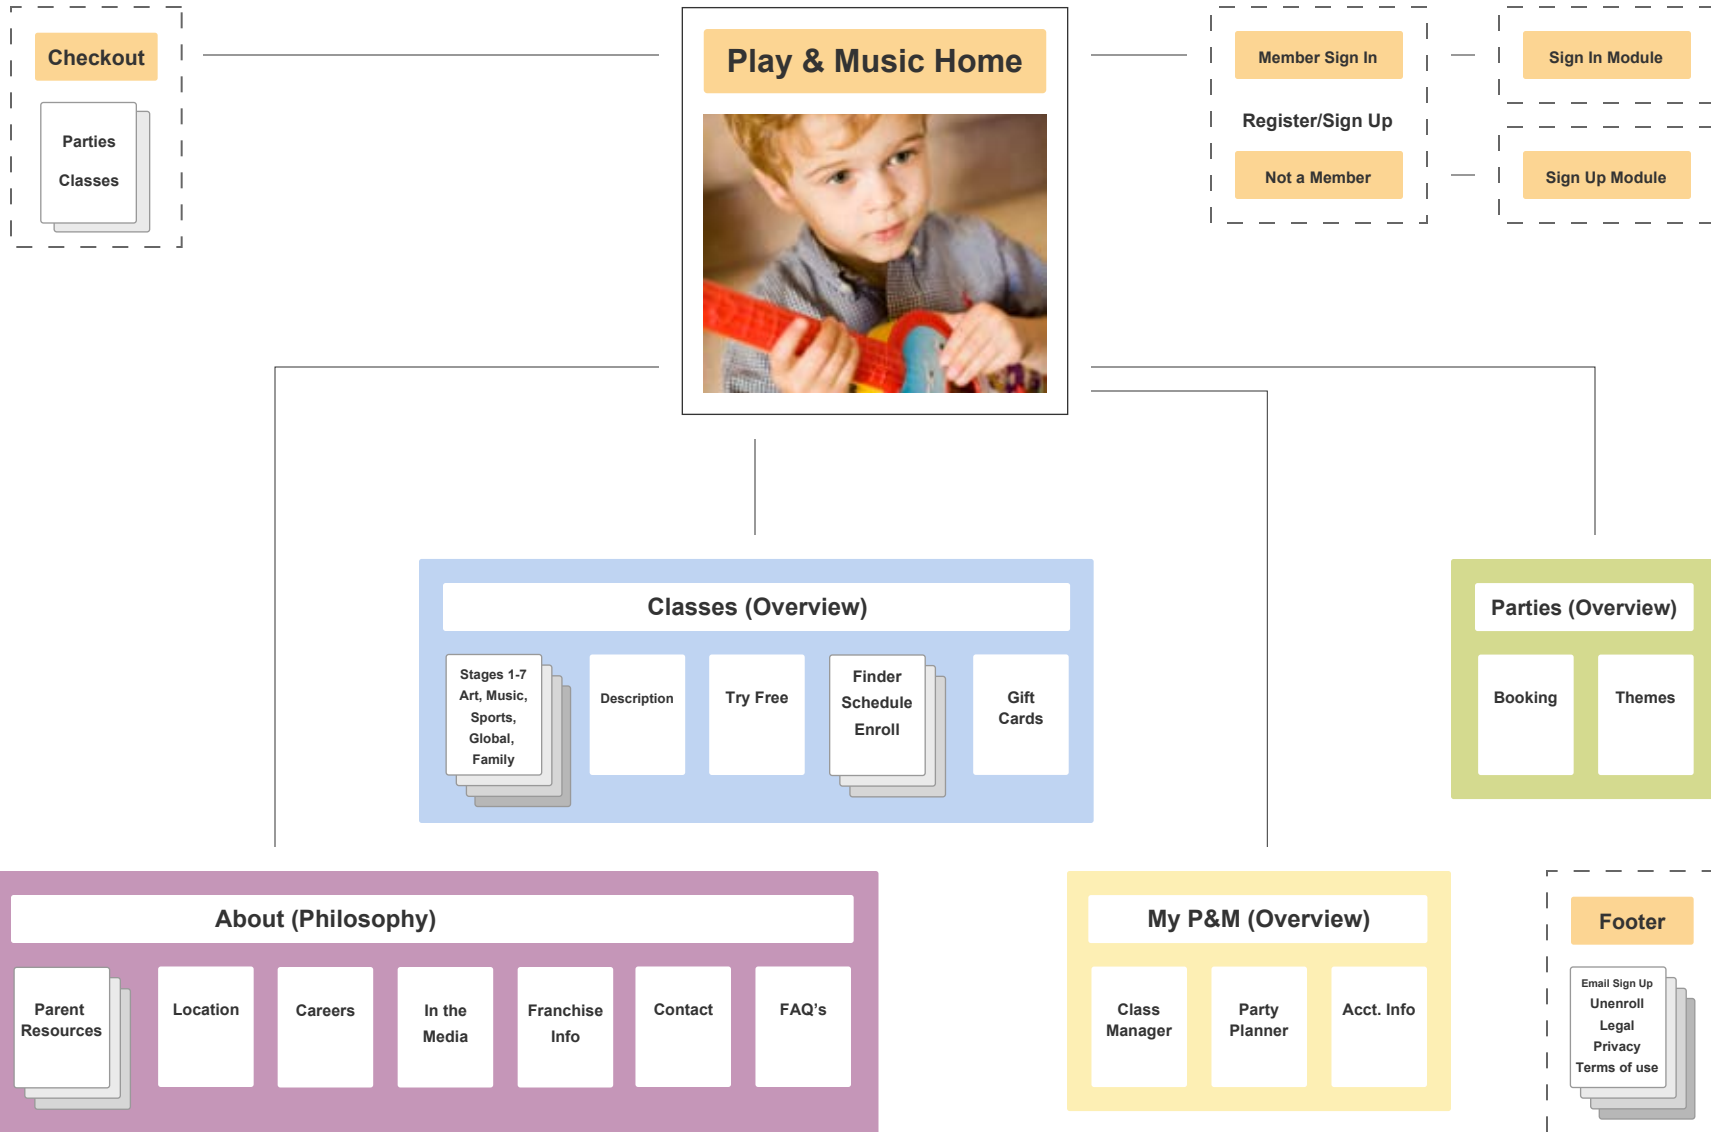 Checkout
Parties
Classes
Play & Music Home
Member Sign In
Register/Sign Up
Not a Member
Sign In Module
Sign Up Module
Classes (Overview)
Stages 1-7
Art, Music,
Sports,
Global,
Family
Description
Try Free
Finder
Schedule
Enroll
Gift
Cards
Parties (Overview)
Booking
Themes
About (Philosophy)
Parent
Resources
Location
Careers
In the
Media
Franchise
Info
Contact
FAQ’s
My P&M (Overview)
Class
Manager
Party
Planner
Acct. Info
Footer
Email Sign Up
Unenroll
Legal
Privacy
Terms of use